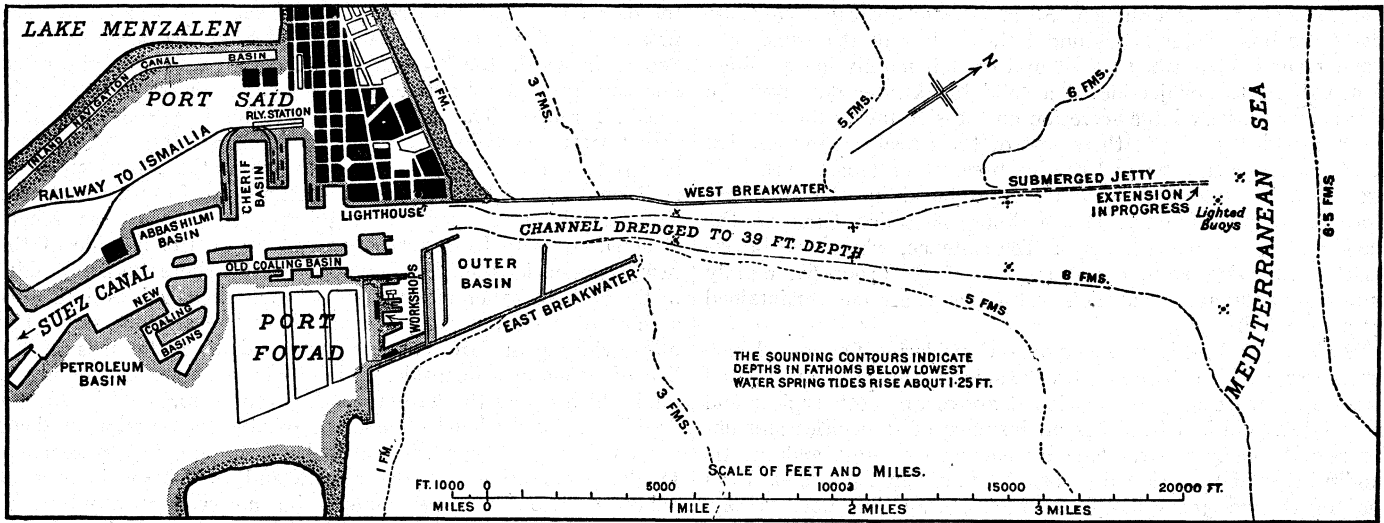 LAKE MENZALEN
INLAND NAVIGATION CANAL BASIN
PORT SAID
RLY. STATION
RAILWAY TO ISMAILIA
CHERIF
BASIN
ABBAS HILMI
BASIN
LIGHTHOUSE
1 FM.
3 FMS.
5 FMS.
N
6 FMS.
WEST BREAKWATER
SUBMERGED JETTY
EXTENSION
IN PROGRESS
Lighted
Buoys
MEDITERRANEAN SEA
6·5 FMS
CHANNEL DREDGED TO 39 FT. DEPTH
OLD COALING BASIN
SUEZ CANAL
NEW
COALING
BASINS
PETROLEUM
BASIN
PORT
FOUAD
WORKSHOPS
OUTER
BASIN
EAST BREAKWATER
6 FMS.
5 FMS
3 FMS.
1 FM.
THE SOUNDING CONTOURS INDICATE
DEPTHS IN FATHOMS BELOW LOWEST
WATER SPRING TIDES RISE ABOUT 1·25 FT.
SCALE OF FEET AND MILES.
FT. 1000 0 5000 10000 15000 20000 FT.
MILES 0 1 MILE 2 MILES 3 MILES